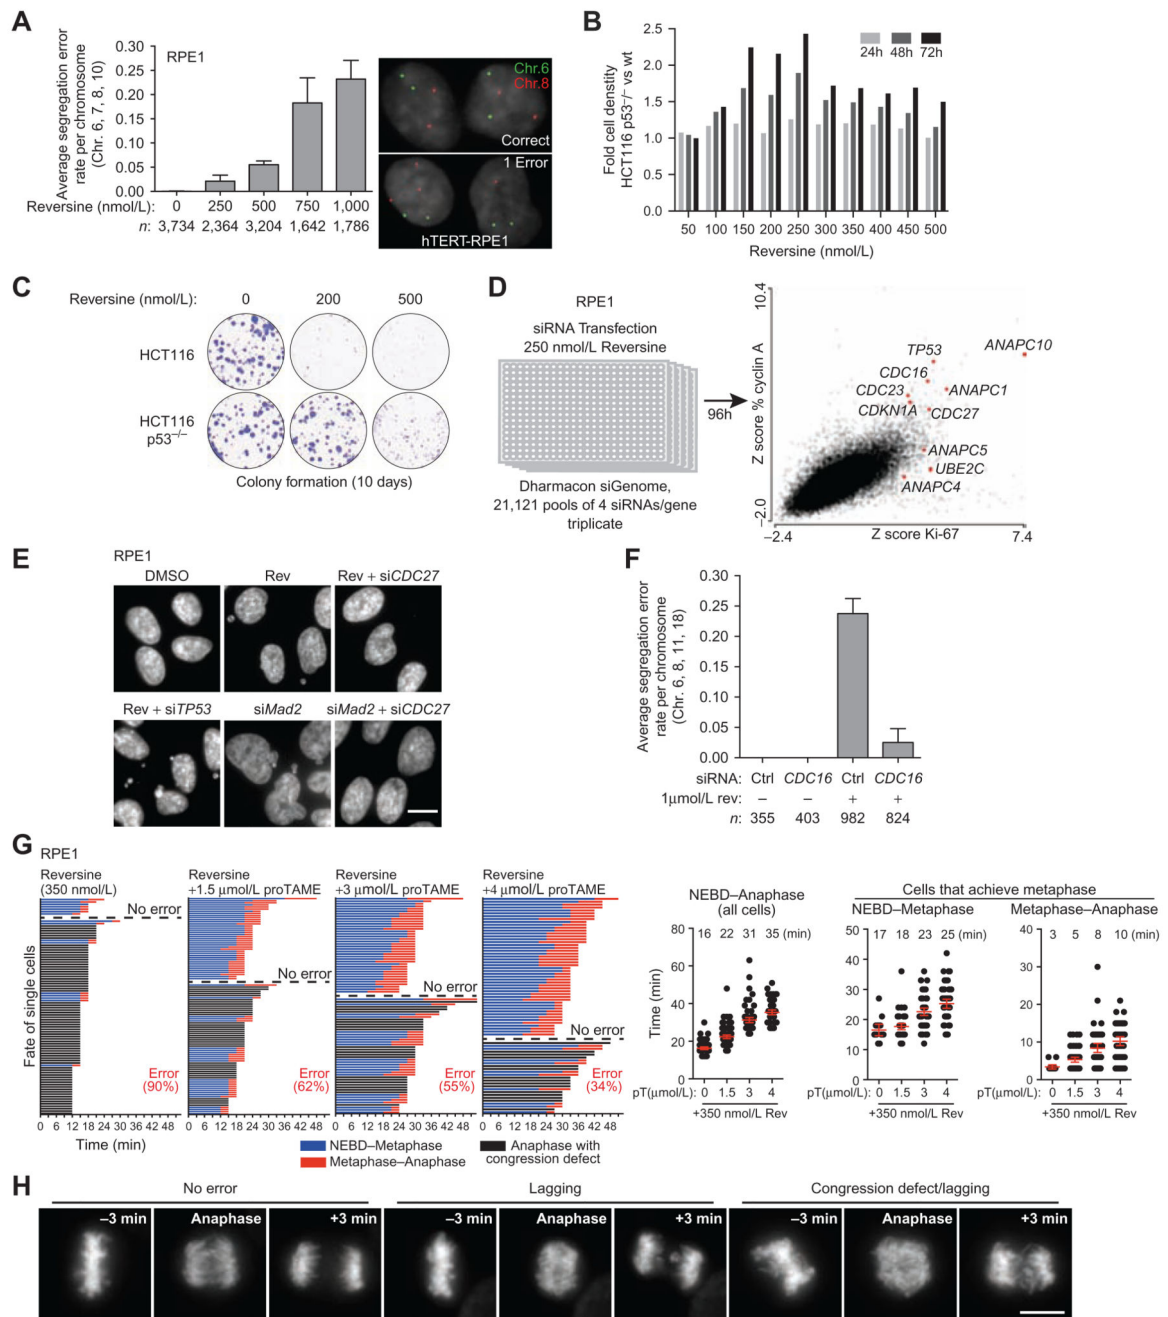 A
RPE1
Average segregation error
rate per chromosome
(Chr. 6, 7, 8, 10)
0.30
0.25
0.20
0.15
0.10
0.05
0.00
0 250 500 750 1,000
Reversine (nmol/L):
n: 3,734 2,364 3,204 1,642 1,786
Chr.6
Chr.8
Correct
1 Error
hTERT-RPE1
B
Fold cell denstity
HCT116 p53−/− vs wt
2.5
2.0
1.5
1.0
0.5
0.0
24h 48h 72h
50 100 150 200 250 300 350 400 450 500
Reversine (nmol/L)
C
Reversine (nmol/L): 0 200 500
HCT116
HCT116
p53−/−
Colony formation (10 days)
D
RPE1
siRNA Transfection
250 nmol/L Reversine
96h
Dharmacon siGenome,
21,121 pools of 4 siRNAs/gene
triplicate
Z score % cyclin A
10.4
−2.0
−2.4
Z score Ki-67
7.4
TP53
ANAPC10
CDC16
CDC23
ANAPC1
CDKN1A
CDC27
ANAPC5
UBE2C
ANAPC4
E
RPE1
DMSO
Rev
Rev + siCDC27
Rev + siTP53
siMad2
siMad2 + siCDC27
F
Average segregation error
rate per chromosome
(Chr. 6, 8, 11, 18)
0.30
0.25
0.20
0.15
0.10
0.05
0.00
siRNA: Ctrl CDC16 Ctrl CDC16
1μmol/L rev: − − + +
n: 355 403 982 824
G
RPE1
Reversine
(350 nmol/L)
Reversine
+1.5 μmol/L proTAME
Reversine
+3 μmol/L proTAME
Reversine
+4 μmol/L proTAME
Fate of single cells
No error
No error
No error
No error
Error
(90%)
Error
(62%)
Error
(55%)
Error
(34%)
0 6 12 18 24 30 36 42 48
0 6 12 18 24 30 36 42 48
0 6 12 18 24 30 36 42 48
0 6 12 18 24 30 36 42 48
Time (min)
NEBD–Metaphase
Metaphase–Anaphase
Anaphase with
congression defect
NEBD–Anaphase
(all cells)
16 22 31 35 (min)
Time (min)
80
60
40
20
0
pT(μmol/L): 0 1.5 3 4
+350 nmol/L Rev
Cells that achieve metaphase
NEBD–Metaphase
17 18 23 25 (min)
50
40
30
20
10
0
pT(μmol/L): 0 1.5 3 4
+350 nmol/L Rev
Metaphase–Anaphase
3 5 8 10 (min)
40
30
20
10
0
pT(μmol/L): 0 1.5 3 4
+350 nmol/L Rev
H
No error
Lagging
Congression defect/lagging
−3 min
Anaphase
+3 min
−3 min
Anaphase
+3 min
−3 min
Anaphase
+3 min